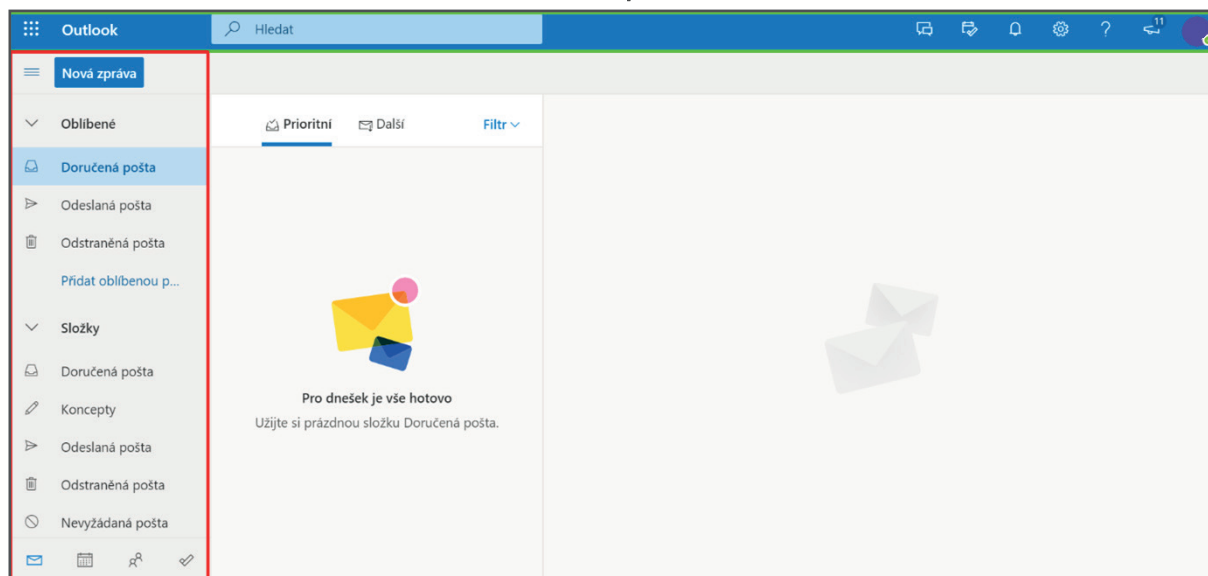 Outlook
Hledat
11
Nová zpráva
Oblíbené
Doručená pošta
Odeslaná pošta
Odstraněná pošta
Přidat oblíbenou p...
Složky
Doručená pošta
Koncepty
Odeslaná pošta
Odstraněná pošta
Nevyžádaná pošta
Prioritní Další Filtr
Pro dnešek je vše hotovo
Užijte si prázdnou složku Doručená pošta.